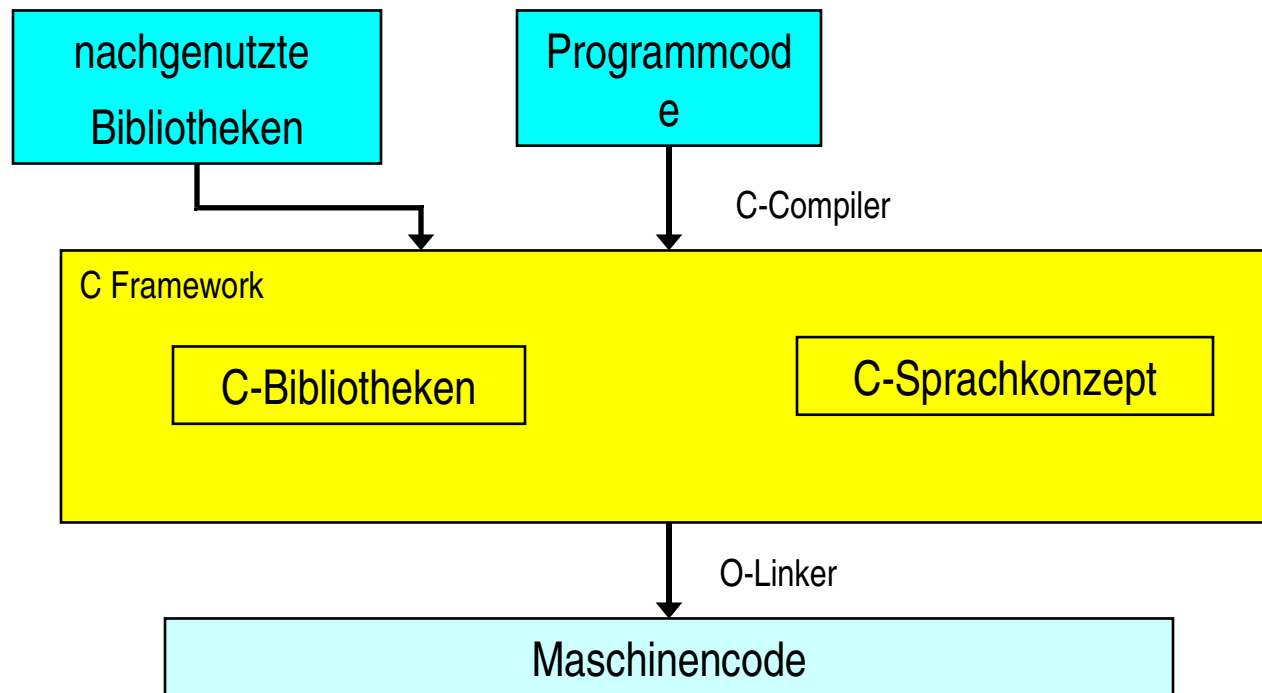 nachgenutzte
Bibliotheken
Programmcod
e
C-Compiler
C Framework
C-Bibliotheken
C-Sprachkonzept
O-Linker
Maschinencode